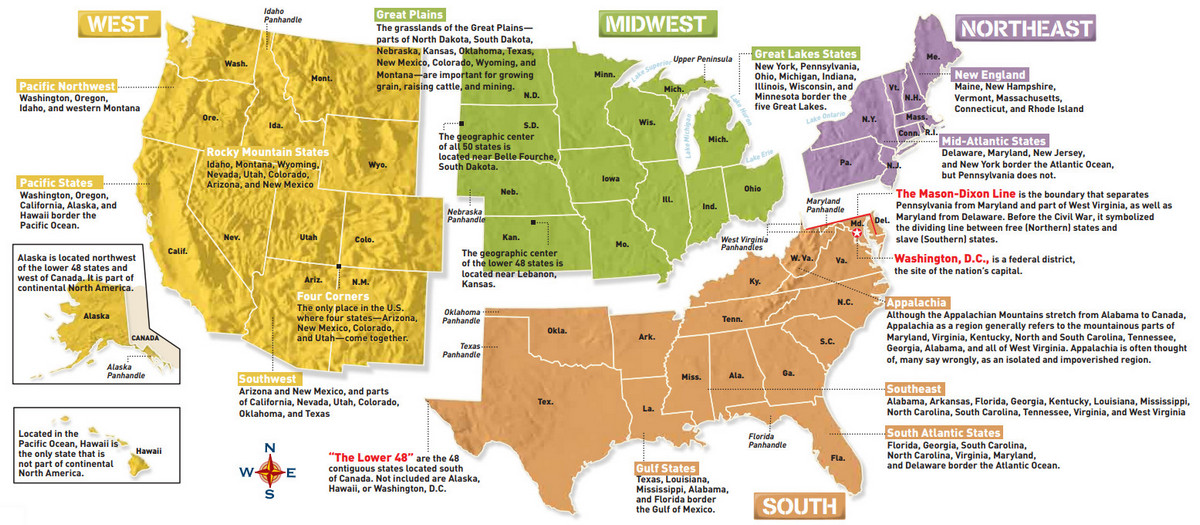 WEST
Idaho
Panhandle
Wash.
Mont.
Ore.
Ida.
Wyo.
Nev.
Utah
Colo.
Calif.
Ariz.
N.M.
Pacific Northwest
Washington, Oregon,
Idaho, and western Montana
Rocky Mountain States
Idaho, Montana, Wyoming,
Nevada, Utah, Colorado,
Arizona, and New Mexico
Pacific States
Washington, Oregon,
California, Alaska, and
Hawaii border the
Pacific Ocean.
Alaska is located northwest
of the lower 48 states and
west of Canada. It is part of
continental North America.
Alaska
CANADA
Alaska
Panhandle
Four Corners
The only place in the U.S.
where four states—Arizona,
New Mexico, Colorado,
and Utah—come together.
Southwest
Arizona and New Mexico, and parts
of California, Nevada, Utah, Colorado,
Oklahoma, and Texas
Located in the
Pacific Ocean, Hawaii is
the only state that is
not part of continental
North America.
Hawaii
N
W
E
S
"The Lower 48" are the 48
contiguous states located south
of Canada. Not included are Alaska,
Hawaii, or Washington, D.C.
Great Plains
The grasslands of the Great Plains—
parts of North Dakota, South Dakota,
Nebraska, Kansas, Oklahoma, Texas,
New Mexico, Colorado, Wyoming, and
Montana—are important for growing
grain, raising cattle, and mining.
MIDWEST
N.D.
S.D.
The geographic center
of all 50 states is
located near Belle Fourche,
South Dakota.
Neb.
Nebraska
Panhandle
Kan.
The geographic center
of the lower 48 states is
located near Lebanon,
Kansas.
Minn.
Wis.
Iowa
Mo.
Ill.
Ind.
Ohio
Mich.
Mich.
Upper Peninsula
Lake Superior
Lake Michigan
Lake Huron
Lake Erie
Lake Ontario
Great Lakes States
New York, Pennsylvania,
Ohio, Michigan, Indiana,
Illinois, Wisconsin, and
Minnesota border the
five Great Lakes.
NORTHEAST
Me.
Vt.
N.H.
Mass.
Conn.
R.I.
N.Y.
Pa.
N.J.
New England
Maine, New Hampshire,
Vermont, Massachusetts,
Connecticut, and Rhode Island
Mid-Atlantic States
Delaware, Maryland, New Jersey,
and New York border the Atlantic Ocean,
but Pennsylvania does not.
The Mason-Dixon Line is the boundary that separates
Pennsylvania from Maryland and part of West Virginia, as well as
Maryland from Delaware. Before the Civil War, it symbolized
the dividing line between free (Northern) states and
slave (Southern) states.
Washington, D.C., is a federal district,
the site of the nation's capital.
Maryland
Panhandle
Md.
Del.
West Virginia
Panhandles
W. Va.
Va.
Ky.
N.C.
Tenn.
S.C.
Oklahoma
Panhandle
Okla.
Ark.
Texas
Panhandle
Tex.
La.
Miss.
Ala.
Ga.
Fla.
Florida
Panhandle
Appalachia
Although the Appalachian Mountains stretch from Alabama to Canada,
Appalachia as a region generally refers to the mountainous parts of
Maryland, Virginia, Kentucky, North and South Carolina, Tennessee,
Georgia, Alabama, and all of West Virginia. Appalachia is often thought
of, many say wrongly, as an isolated and impoverished region.
Southeast
Alabama, Arkansas, Florida, Georgia, Kentucky, Louisiana, Mississippi,
North Carolina, South Carolina, Tennessee, Virginia, and West Virginia
South Atlantic States
Florida, Georgia, South Carolina,
North Carolina, Virginia, Maryland,
and Delaware border the Atlantic Ocean.
Gulf States
Texas, Louisiana,
Mississippi, Alabama,
and Florida border
the Gulf of Mexico.
SOUTH